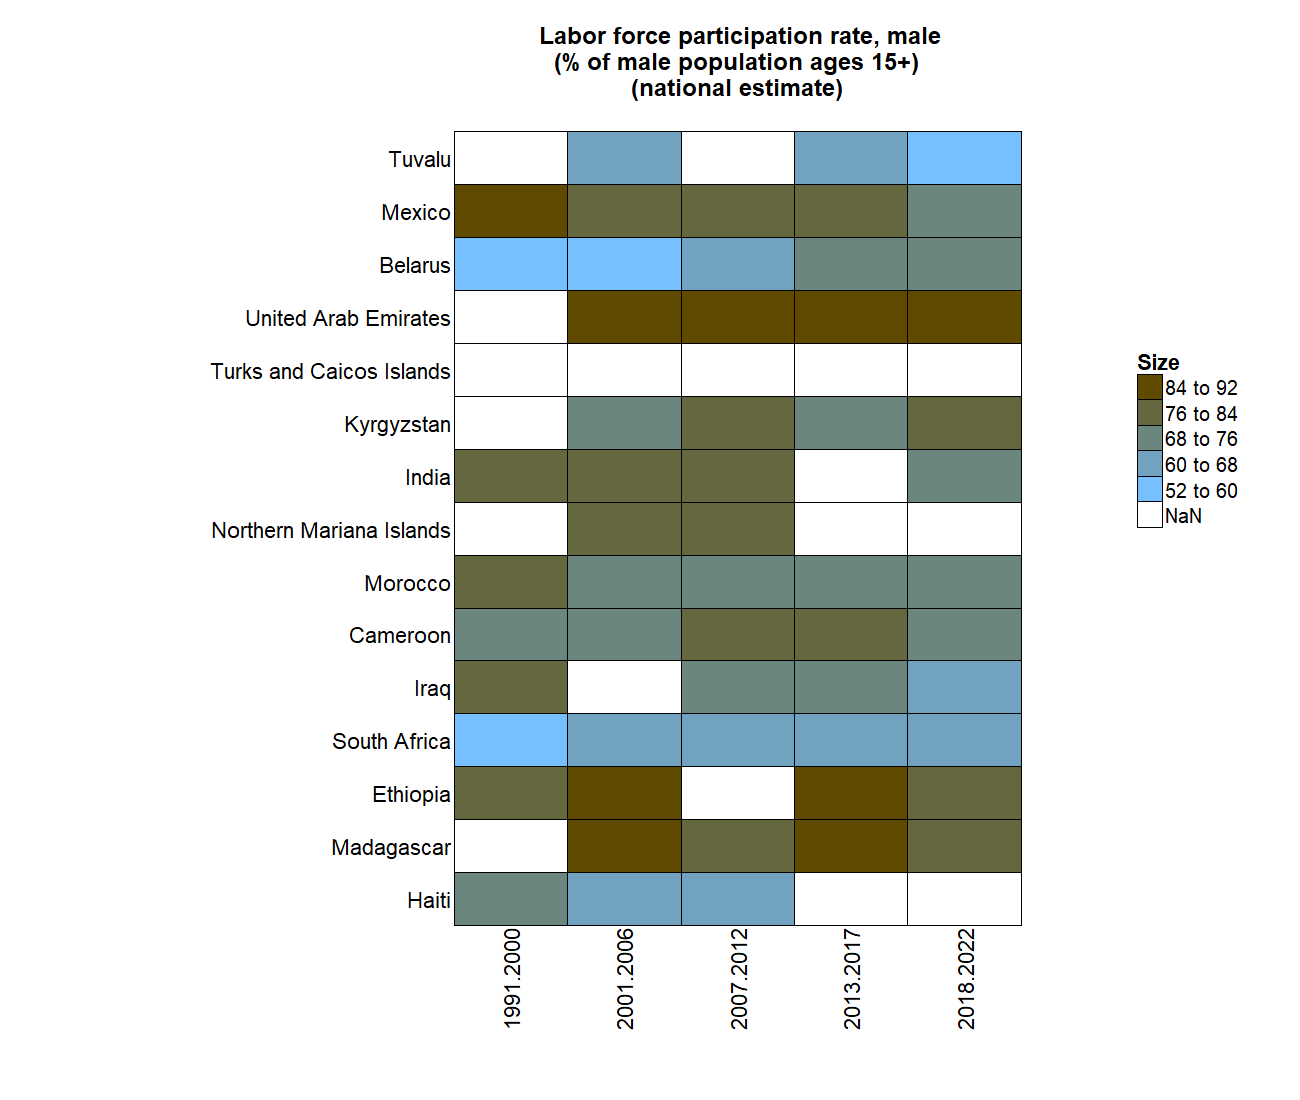 Labor force participation rate, male
(% of male population ages 15+)
(national estimate)
Tuvalu
Mexico
Belarus
United Arab Emirates
Turks and Caicos Islands
Kyrgyzstan
India
Northern Mariana Islands
Morocco
Cameroon
Iraq
South Africa
Ethiopia
Madagascar
Haiti
1991.2000
2001.2006
2007.2012
2013.2017
2018.2022
Size
84 to 92
76 to 84
68 to 76
60 to 68
52 to 60
NaN